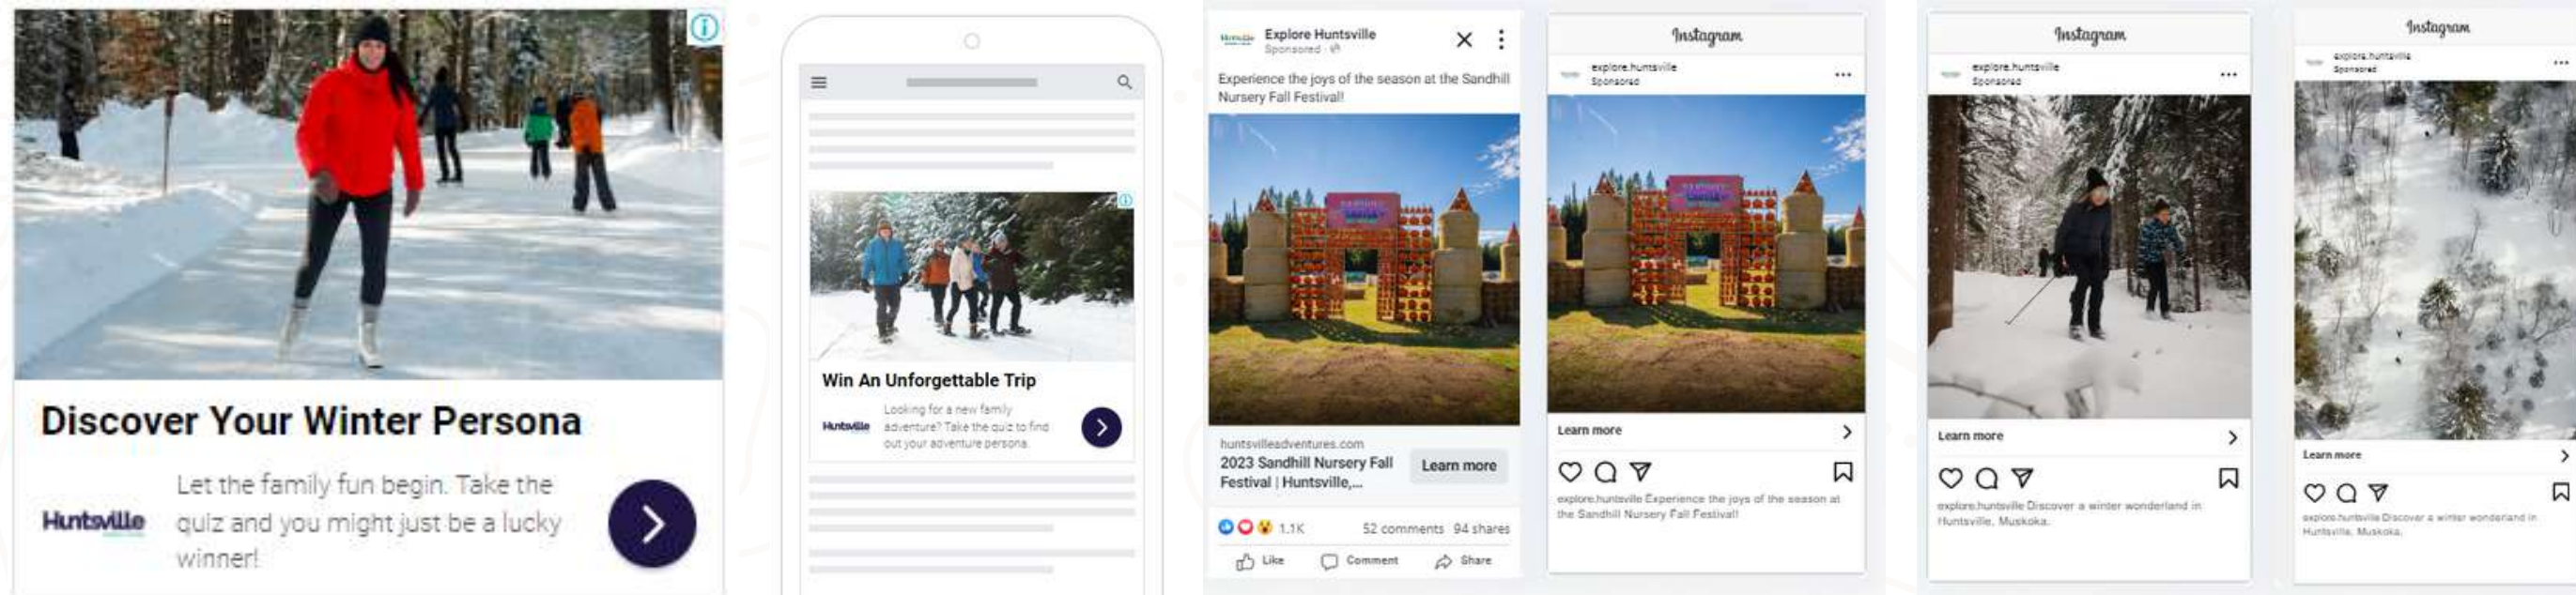 Discover Your Winter Persona
Huntsville
Let the family fun begin. Take the
quiz and you might just be a lucky
winner!
Win An Unforgettable Trip
Huntsville
Looking for a new family
adventure? Take the quiz to find
out your adventure persona.
Huntsville
Explore Huntsville
Sponsored
Experience the joys of the season at the Sandhill
Nursery Fall Festival!
huntsvilleadventures.com
2023 Sandhill Nursery Fall
Festival | Huntsville,...
Learn more
1.1K
52 comments 94 shares
Like
Comment
Share
Instagram
explore.huntsville
Sponsored
Learn more
explore.huntsville Experience the joys of the season at
the Sandhill Nursery Fall Festival!
Instagram
explore.huntsville
Sponsored
Learn more
explore.huntsville Discover a winter wonderland in
Huntsville, Muskoka.
Instagram
explore.huntsville
Sponsored
Learn more
explore.huntsville Discover a winter wonderland in
Huntsville, Muskoka.